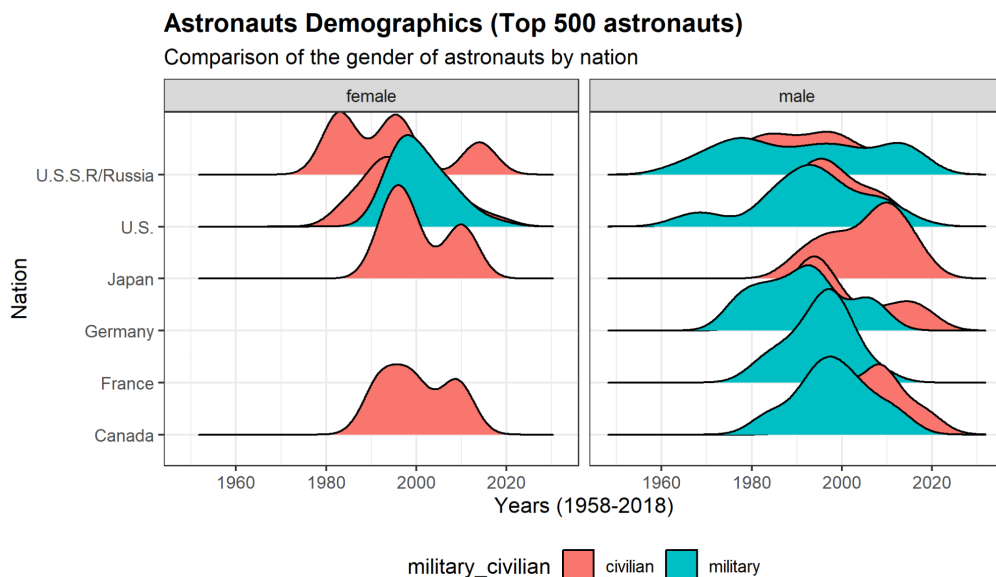 Astronauts Demographics (Top 500 astronauts)
Comparison of the gender of astronauts by nation
female
male
U.S.S.R/Russia
U.S.
Japan
Germany
France
Canada
Nation
1960 1980 2000 2020
1960 1980 2000 2020
Years (1958-2018)
military_civilian civilian military